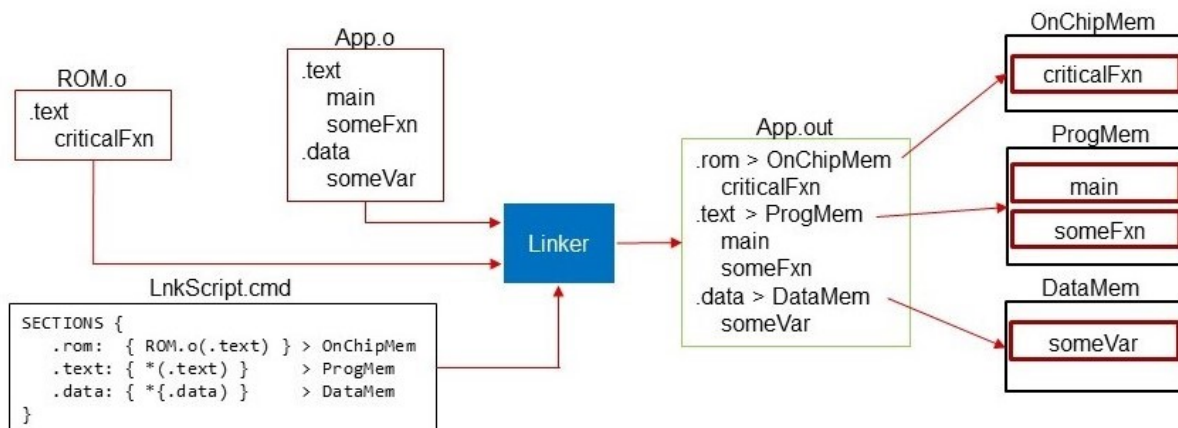 ROM.o
.text
criticalFxn
App.o
.text
main
someFxn
.data
someVar
LnkScript.cmd
SECTIONS {
.rom:  { ROM.o(.text) } > OnChipMem
.text: { *(.text) }     > ProgMem
.data: { *{.data) }     > DataMem
}
Linker
App.out
.rom > OnChipMem
criticalFxn
.text > ProgMem
main
someFxn
.data > DataMem
someVar
OnChipMem
criticalFxn
ProgMem
main
someFxn
DataMem
someVar